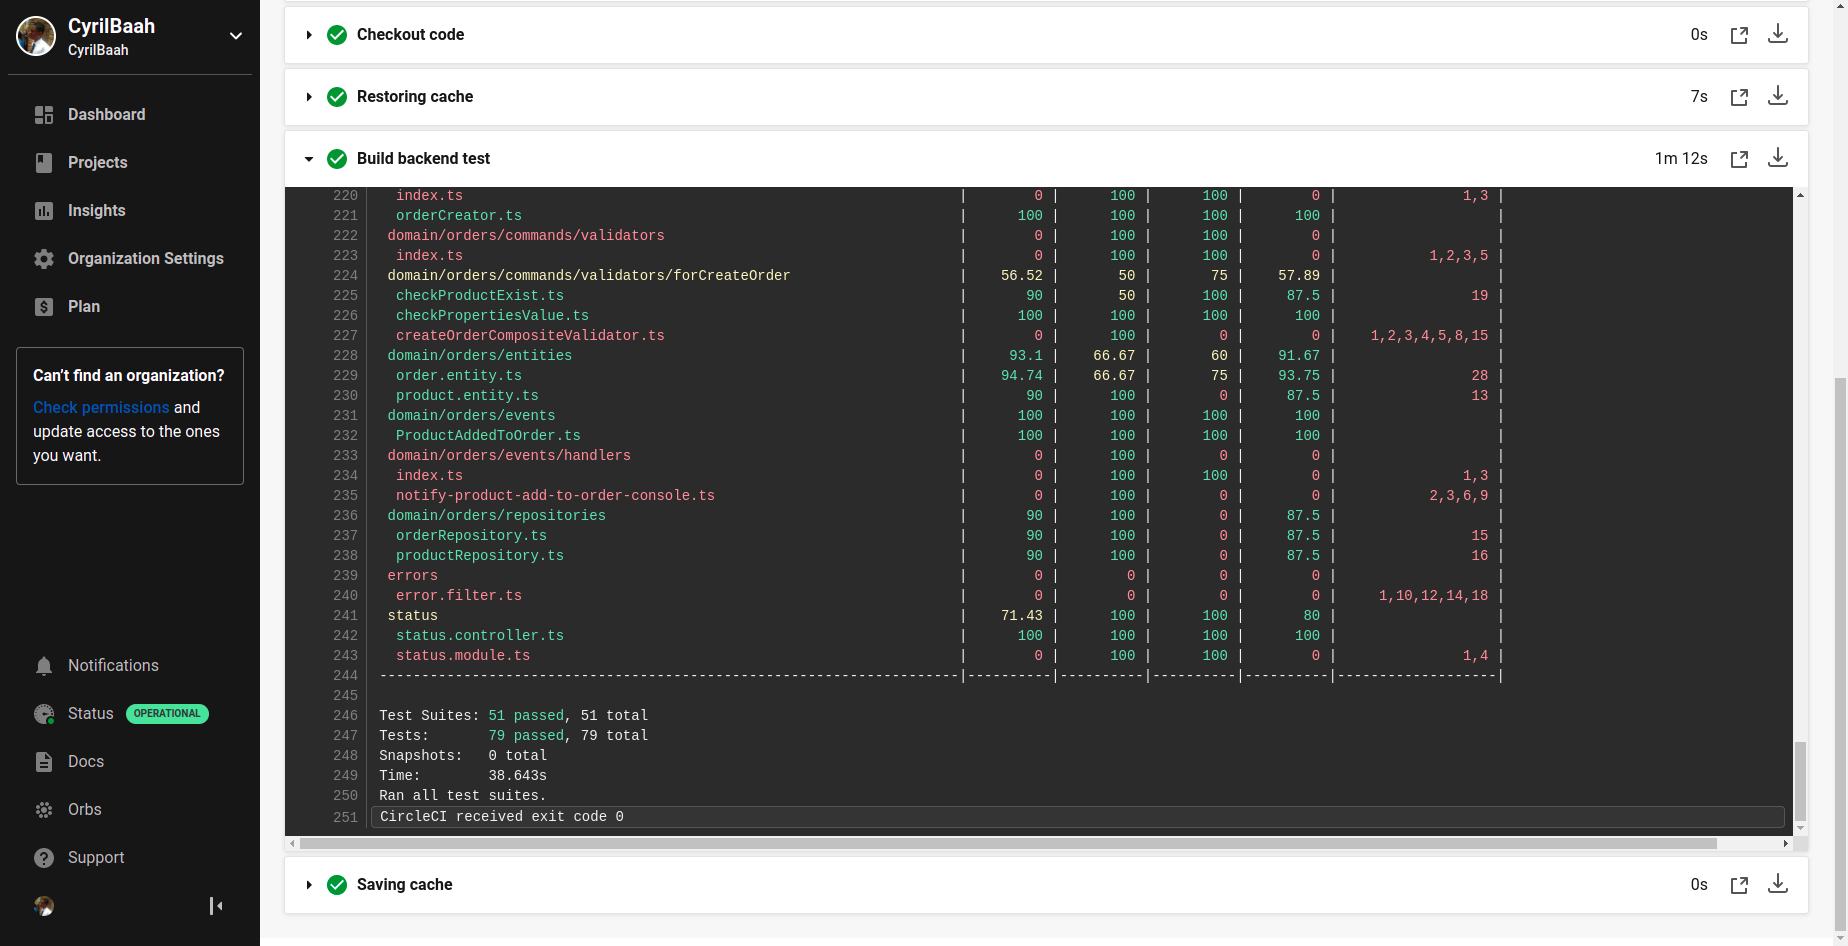 CyrilBaah
CyrilBaah
Dashboard
Projects
Insights
Organization Settings
Plan
Can't find an organization?
Check permissions and
update access to the ones
you want.
Notifications
Status OPERATIONAL
Docs
Orbs
Support
Checkout code 0s
Restoring cache 7s
Build backend test 1m 12s
220 index.ts | 0 | 100 | 100 | 0 | 1,3 |
221 orderCreator.ts | 100 | 100 | 100 | 100 | |
222 domain/orders/commands/validators | 0 | 100 | 100 | 0 | |
223 index.ts | 0 | 100 | 100 | 0 | 1,2,3,5 |
224 domain/orders/commands/validators/forCreateOrder | 56.52 | 50 | 75 | 57.89 | |
225 checkProductExist.ts | 90 | 50 | 100 | 87.5 | 19 |
226 checkPropertiesValue.ts | 100 | 100 | 100 | 100 | |
227 createOrderCompositeValidator.ts | 0 | 100 | 0 | 0 | 1,2,3,4,5,8,15 |
228 domain/orders/entities | 93.1 | 66.67 | 60 | 91.67 | |
229 order.entity.ts | 94.74 | 66.67 | 75 | 93.75 | 28 |
230 product.entity.ts | 90 | 100 | 0 | 87.5 | 13 |
231 domain/orders/events | 100 | 100 | 100 | 100 | |
232 ProductAddedToOrder.ts | 100 | 100 | 100 | 100 | |
233 domain/orders/events/handlers | 0 | 100 | 0 | 0 | |
234 index.ts | 0 | 100 | 100 | 0 | 1,3 |
235 notify-product-add-to-order-console.ts | 0 | 100 | 0 | 0 | 2,3,6,9 |
236 domain/orders/repositories | 90 | 100 | 0 | 87.5 | |
237 orderRepository.ts | 90 | 100 | 0 | 87.5 | 15 |
238 productRepository.ts | 90 | 100 | 0 | 87.5 | 16 |
239 errors | 0 | 0 | 0 | 0 | |
240 error.filter.ts | 0 | 0 | 0 | 0 | 1,10,12,14,18 |
241 status | 71.43 | 100 | 100 | 80 | |
242 status.controller.ts | 100 | 100 | 100 | 100 | |
243 status.module.ts | 0 | 100 | 100 | 0 | 1,4 |
244 ---------------------------------------------------------------------|----------|----------|----------|----------|-------------------|
245
246 Test Suites: 51 passed, 51 total
247 Tests: 79 passed, 79 total
248 Snapshots: 0 total
249 Time: 38.643s
250 Ran all test suites.
251 CircleCI received exit code 0
Saving cache 0s